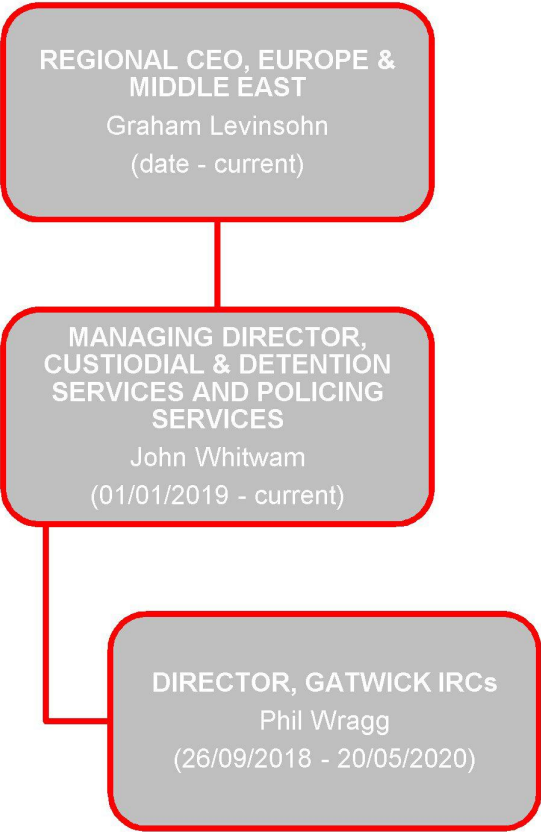 REGIONAL CEO, EUROPE &
MIDDLE EAST
Graham Levinsohn
(date - current)
MANAGING DIRECTOR,
CUSTIODIAL & DETENTION
SERVICES AND POLICING
SERVICES
John Whitwam
(01/01/2019 - current)
DIRECTOR, GATWICK IRCs
Phil Wragg
(26/09/2018 - 20/05/2020)